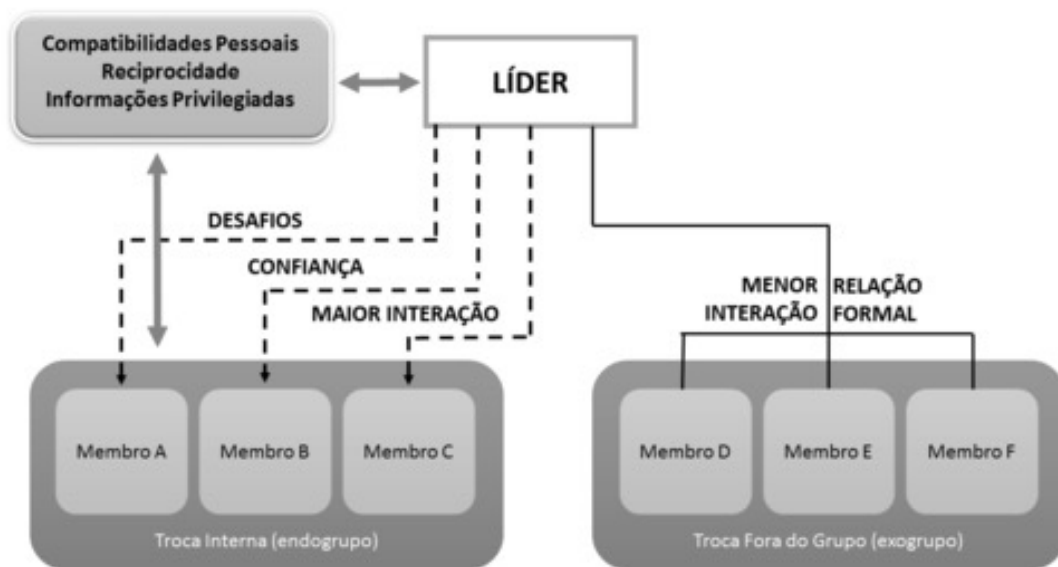 Compatibilidades Pessoais
Reciprocidade
Informações Privilegiadas
LÍDER
DESAFIOS
CONFIANÇA
MAIOR INTERAÇÃO
MENOR INTERAÇÃO
RELAÇÃO FORMAL
Membro A
Membro B
Membro C
Troca Interna (endogrupo)
Membro D
Membro E
Membro F
Troca Fora do Grupo (exogrupo)